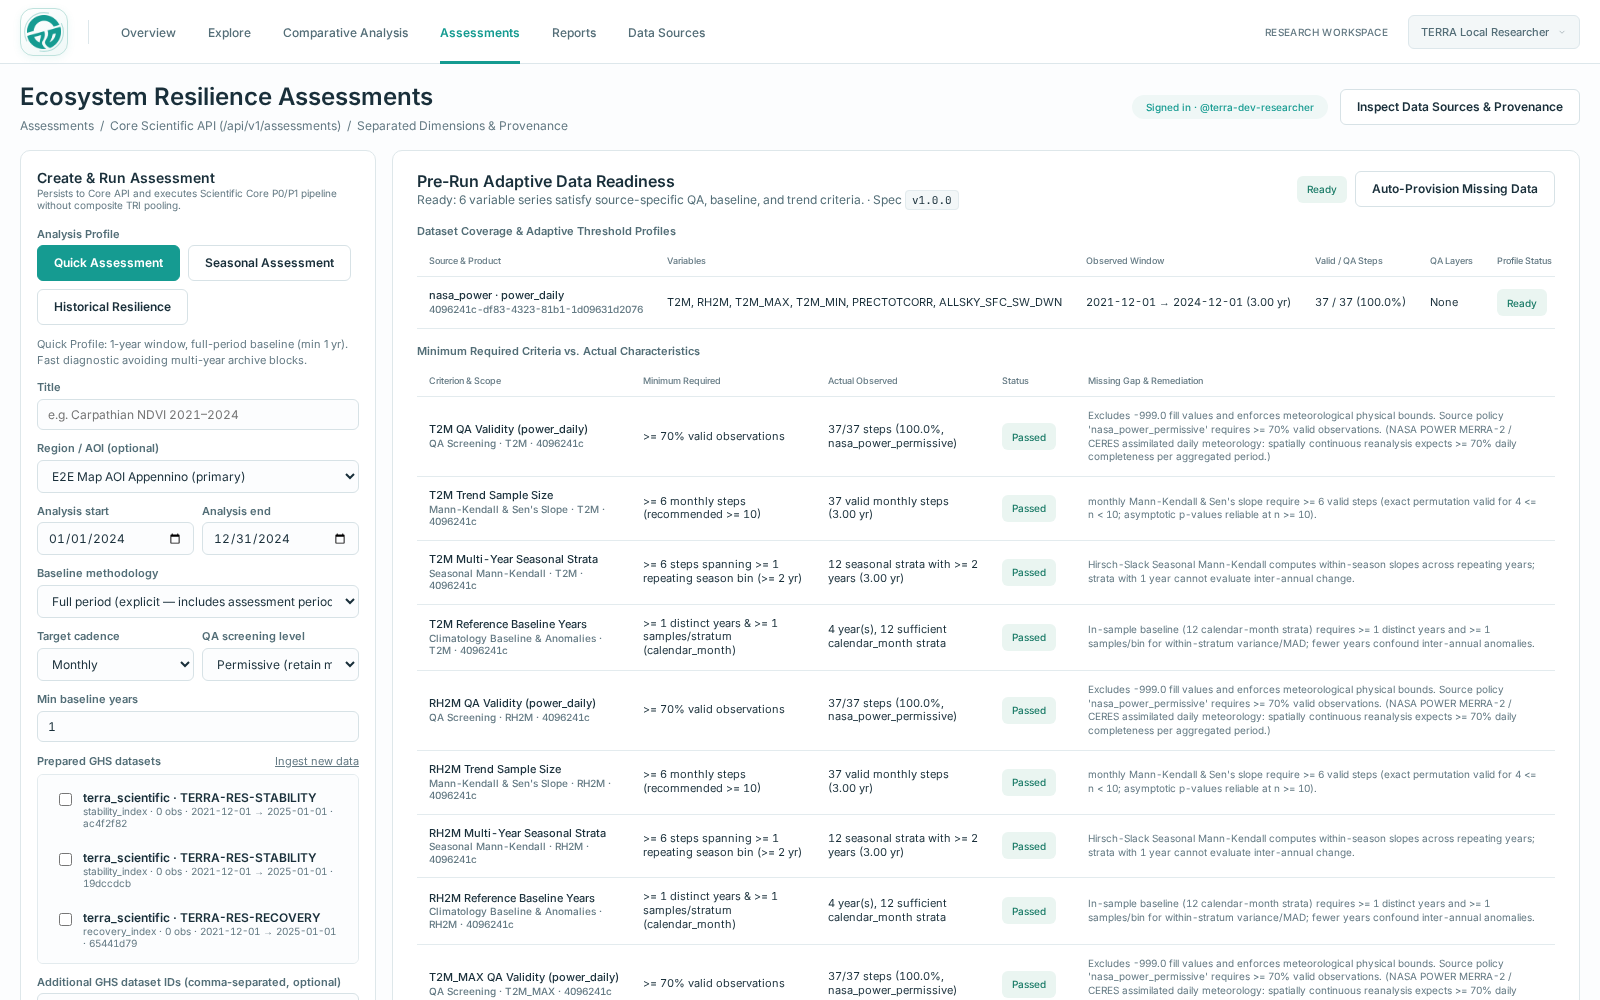 Overview Explore Comparative Analysis Assessments Reports Data Sources RESEARCH WORKSPACE TERRA Local Researcher
Ecosystem Resilience Assessments
Assessments / Core Scientific API (/api/v1/assessments) / Separated Dimensions & Provenance
Signed in · @terra-dev-researcher
Inspect Data Sources & Provenance
Create & Run Assessment
Persists to Core API and executes Scientific Core P0/P1 pipeline
without composite TRI pooling.
Analysis Profile
Quick Assessment Seasonal Assessment
Historical Resilience
Quick Profile: 1-year window, full-period baseline (min 1 yr).
Fast diagnostic avoiding multi-year archive blocks.
Title
e.g. Carpathian NDVI 2021–2024
Region / AOI (optional)
E2E Map AOI Appennino (primary)
Analysis start Analysis end
01/01/2024 12/31/2024
Baseline methodology
Full period (explicit — includes assessment perioc
Target cadence QA screening level
Monthly Permissive (retain m
Min baseline years
1
Prepared GHS datasets Ingest new data
terra_scientific · TERRA-RES-STABILITY
stability_index · 0 obs · 2021-12-01 → 2025-01-01 ·
ac4f2f82
terra_scientific · TERRA-RES-STABILITY
stability_index · 0 obs · 2021-12-01 → 2025-01-01 ·
19dccdcb
terra_scientific · TERRA-RES-RECOVERY
recovery_index · 0 obs · 2021-12-01 → 2025-01-01
· 65441d79
Additional GHS dataset IDs (comma-separated, optional)
Pre-Run Adaptive Data Readiness
Ready: 6 variable series satisfy source-specific QA, baseline, and trend criteria. · Spec v1.0.0
Ready Auto-Provision Missing Data
Dataset Coverage & Adaptive Threshold Profiles
Source & Product Variables Observed Window Valid / QA Steps QA Layers Profile Status
nasa_power · power_daily
4096241c-df83-4323-81b1-1d09631d2076
T2M, RH2M, T2M_MAX, T2M_MIN, PRECTOTCORR, ALLSKY_SFC_SW_DWN 2021-12-01 → 2024-12-01 (3.00 yr) 37 / 37 (100.0%) None Ready
Minimum Required Criteria vs. Actual Characteristics
Criterion & Scope Minimum Required Actual Observed Status Missing Gap & Remediation
T2M QA Validity (power_daily)
QA Screening · T2M · 4096241c
>= 70% valid observations
37/37 steps (100.0%,
nasa_power_permissive)
Passed
Excludes -999.0 fill values and enforces meteorological physical bounds. Source policy
'nasa_power_permissive' requires >= 70% valid observations. (NASA POWER MERRA-2 /
CERES assimilated daily meteorology: spatially continuous reanalysis expects >= 70% daily
completeness per aggregated period.)
T2M Trend Sample Size
Mann-Kendall & Sen's Slope · T2M ·
4096241c
>= 6 monthly steps
(recommended >= 10)
37 valid monthly steps
(3.00 yr)
Passed
monthly Mann-Kendall & Sen's slope require >= 6 valid steps (exact permutation valid for 4 <=
n < 10; asymptotic p-values reliable at n >= 10).
T2M Multi-Year Seasonal Strata
Seasonal Mann-Kendall · T2M ·
4096241c
>= 6 steps spanning >= 1
repeating season bin (>= 2 yr)
12 seasonal strata with >= 2
years (3.00 yr)
Passed
Hirsch-Slack Seasonal Mann-Kendall computes within-season slopes across repeating years;
strata with 1 year cannot evaluate inter-annual change.
T2M Reference Baseline Years
Climatology Baseline & Anomalies ·
T2M · 4096241c
>= 1 distinct years & >= 1
samples/stratum
(calendar_month)
4 year(s), 12 sufficient
calendar_month strata
Passed
In-sample baseline (12 calendar-month strata) requires >= 1 distinct years and >= 1
samples/bin for within-stratum variance/MAD; fewer years confound inter-annual anomalies.
RH2M QA Validity (power_daily)
QA Screening · RH2M · 4096241c
>= 70% valid observations
37/37 steps (100.0%,
nasa_power_permissive)
Passed
Excludes -999.0 fill values and enforces meteorological physical bounds. Source policy
'nasa_power_permissive' requires >= 70% valid observations. (NASA POWER MERRA-2 /
CERES assimilated daily meteorology: spatially continuous reanalysis expects >= 70% daily
completeness per aggregated period.)
RH2M Trend Sample Size
Mann-Kendall & Sen's Slope · RH2M ·
4096241c
>= 6 monthly steps
(recommended >= 10)
37 valid monthly steps
(3.00 yr)
Passed
monthly Mann-Kendall & Sen's slope require >= 6 valid steps (exact permutation valid for 4 <=
n < 10; asymptotic p-values reliable at n >= 10).
RH2M Multi-Year Seasonal Strata
Seasonal Mann-Kendall · RH2M ·
4096241c
>= 6 steps spanning >= 1
repeating season bin (>= 2 yr)
12 seasonal strata with >= 2
years (3.00 yr)
Passed
Hirsch-Slack Seasonal Mann-Kendall computes within-season slopes across repeating years;
strata with 1 year cannot evaluate inter-annual change.
RH2M Reference Baseline Years
Climatology Baseline & Anomalies ·
RH2M · 4096241c
>= 1 distinct years & >= 1
samples/stratum
(calendar_month)
4 year(s), 12 sufficient
calendar_month strata
Passed
In-sample baseline (12 calendar-month strata) requires >= 1 distinct years and >= 1
samples/bin for within-stratum variance/MAD; fewer years confound inter-annual anomalies.
T2M_MAX QA Validity (power_daily)
QA Screening · T2M_MAX · 4096241c
>= 70% valid observations
37/37 steps (100.0%,
nasa_power_permissive)
Passed
Excludes -999.0 fill values and enforces meteorological physical bounds. Source policy
'nasa_power_permissive' requires >= 70% valid observations. (NASA POWER MERRA-2 /
CERES assimilated daily meteorology: spatially continuous reanalysis expects >= 70% daily